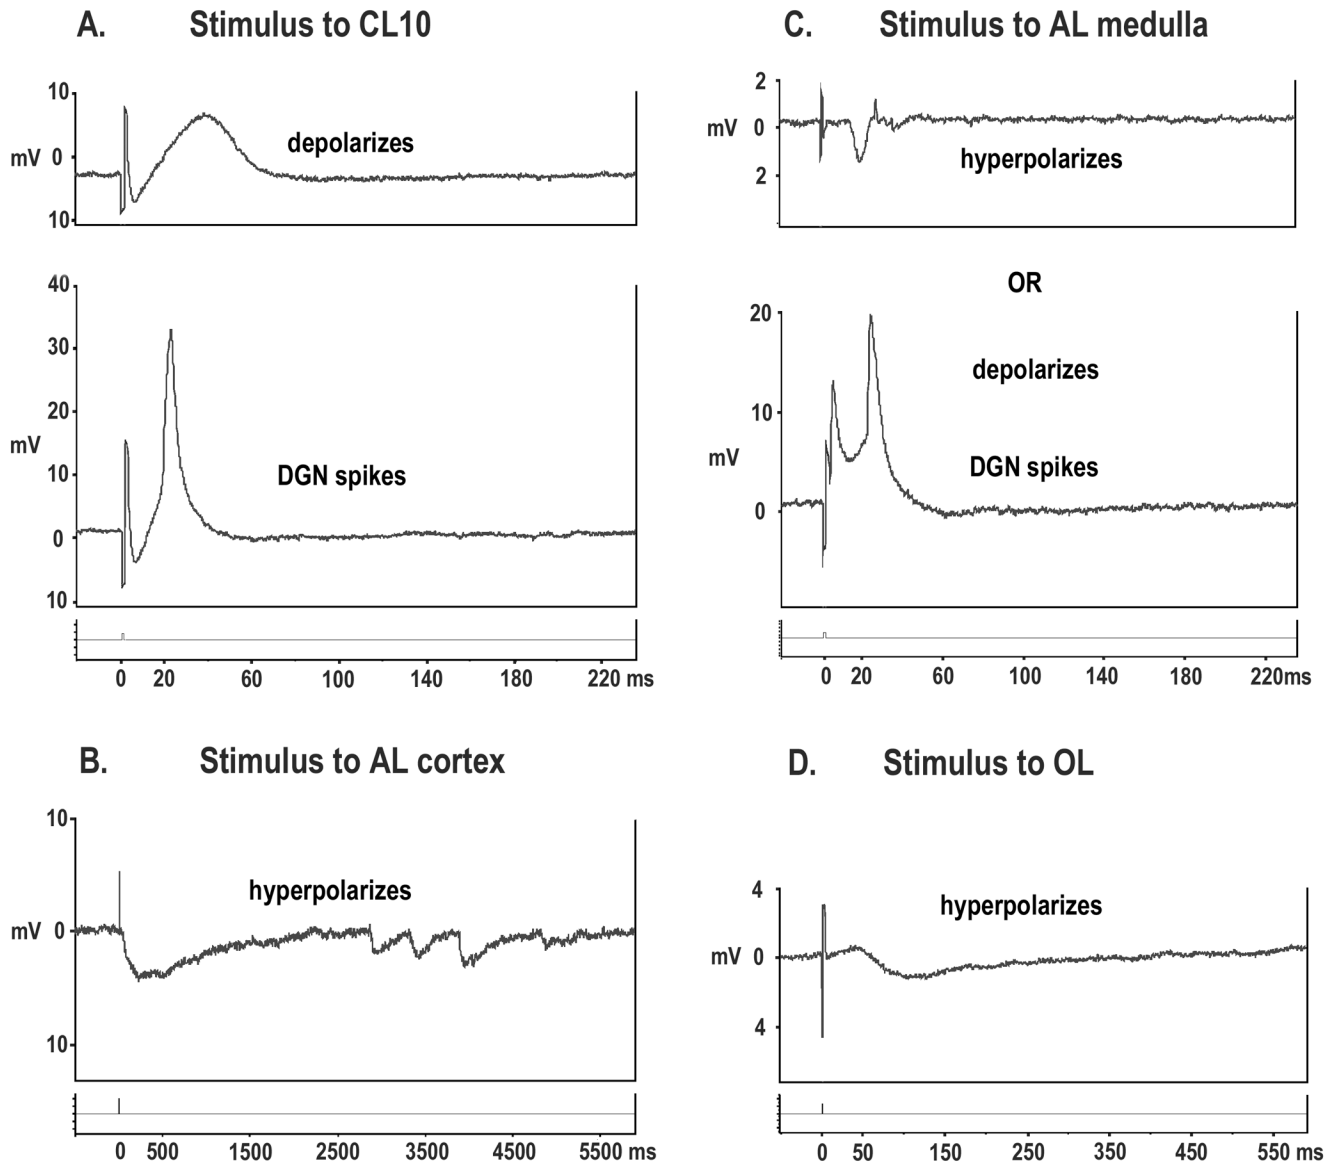 A. Stimulus to CL10
10
mV 0
10
depolarizes
40
30
20
mV
10
0
10
DGN spikes
0 20 60 100 140 180 220 ms
B. Stimulus to AL cortex
10
mV 0
10
hyperpolarizes
0 500 1500 2500 3500 4500 5500 ms
C. Stimulus to AL medulla
2
mV 0
2
hyperpolarizes
OR
20
10
mV
0
depolarizes
DGN spikes
0 20 60 100 140 180 220ms
D. Stimulus to OL
4
mV 0
4
hyperpolarizes
0 50 150 250 350 450 550 ms